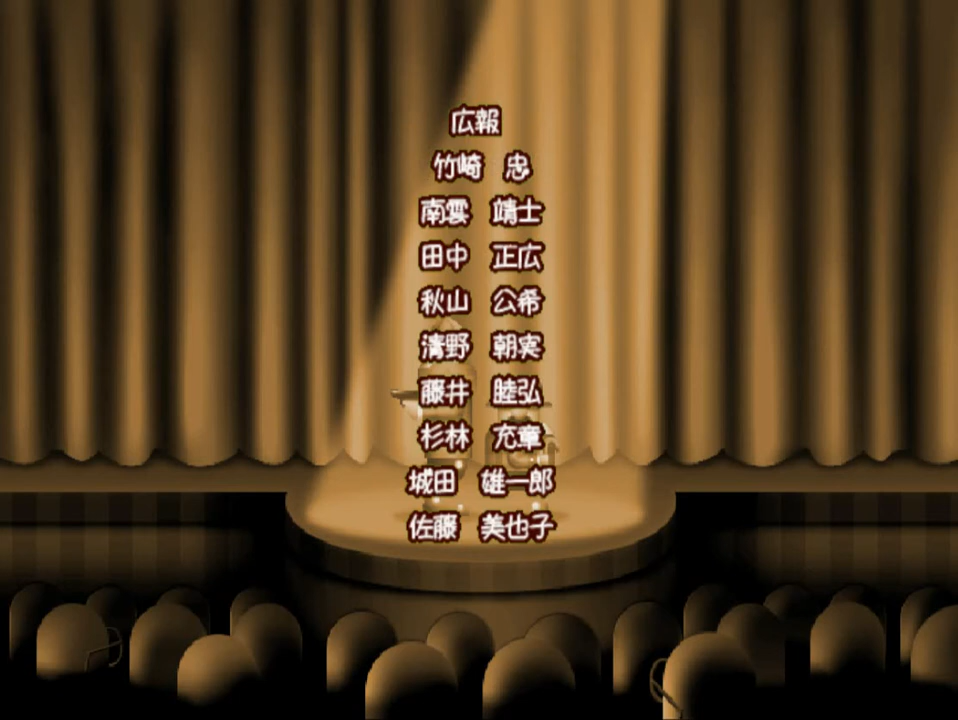 広報
竹崎 忠
南雲 靖士
田中 正広
秋山 公希
清野 朝実
藤井 睦弘
杉林 充章
城田 雄一郎
佐藤 美也子